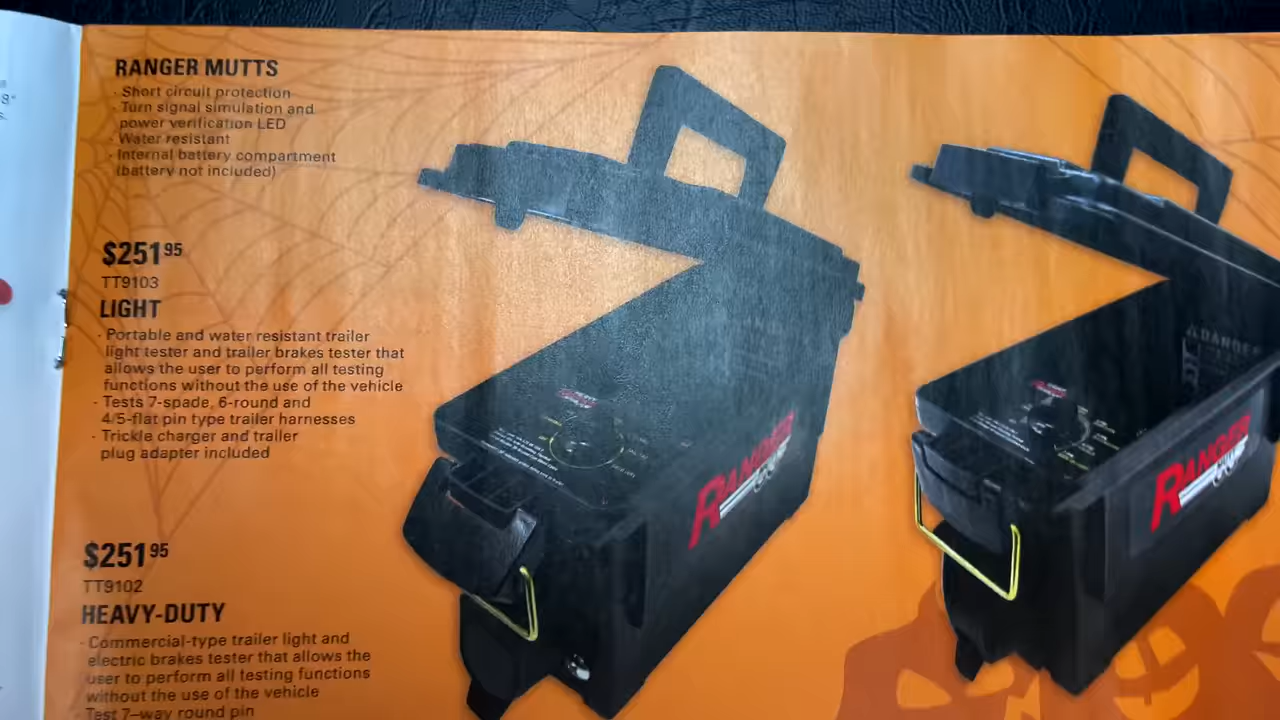 8"
s.
RANGER MUTTS
· Short circuit protection
· Turn signal simulation and
power verification LED
· Water resistant
· Internal battery compartment
(battery not included)
$251 95
TT9103
LIGHT
· Portable and water resistant trailer
light tester and trailer brakes tester that
allows the user to perform all testing
functions without the use of the vehicle
· Tests 7-spade, 6-round and
4/5-flat pin type trailer harnesses
· Trickle charger and trailer
plug adapter included
$251 95
TT9102
HEAVY-DUTY
· Commercial-type trailer light and
electric brakes tester that allows the
user to perform all testing functions
without the use of the vehicle
· Test 7–way round pin
RANGER
RANGER
DANGER